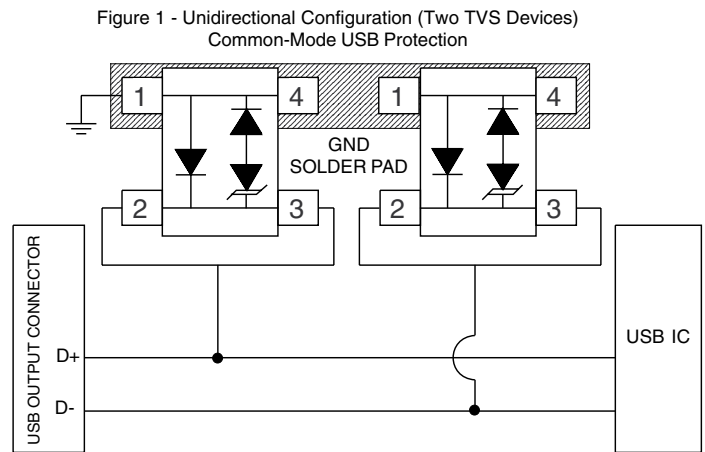 Figure 1 - Unidirectional Configuration (Two TVS Devices)
Common-Mode USB Protection
1
4
1
4
GND
SOLDER PAD
2
3
2
3
USB OUTPUT CONNECTOR
D+
D-
USB IC